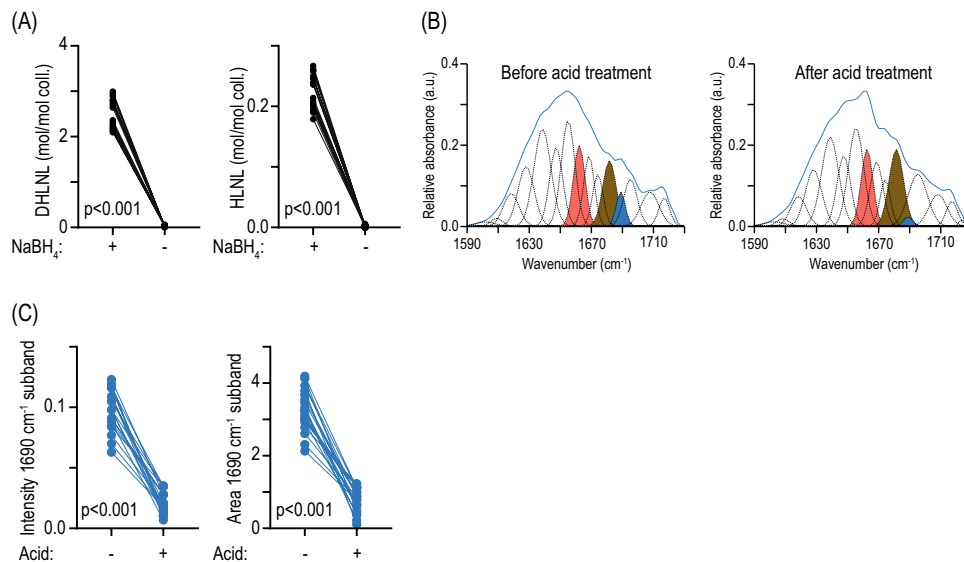 (A)
DHLNL (mol/mol coll.)
4
2
0
p<0.001
NaBH4: + -
HLNL (mol/mol coll.)
0.2
0.0
p<0.001
NaBH4: + -
(B)
Before acid treatment
Relative absorbance (a.u.)
0.4
0.2
0.0
1590 1630 1670 1710
Wavenumber (cm-1)
After acid treatment
Relative absorbance (a.u.)
0.4
0.2
0.0
1590 1630 1670 1710
Wavenumber (cm-1)
(C)
Intensity 1690 cm-1 subband
0.1
0.0
p<0.001
Acid: - +
Area 1690 cm-1 subband
4
2
0
p<0.001
Acid: - +